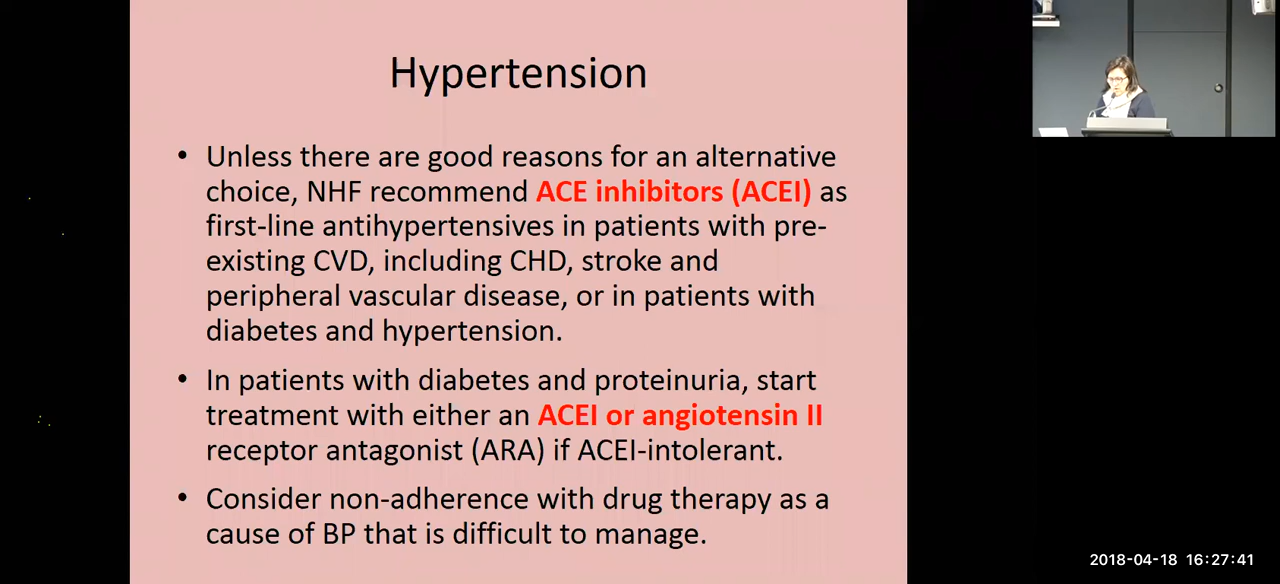 Hypertension
• Unless there are good reasons for an alternative
choice, NHF recommend ACE inhibitors (ACEI) as
first-line antihypertensives in patients with pre-
existing CVD, including CHD, stroke and
peripheral vascular disease, or in patients with
diabetes and hypertension.
• In patients with diabetes and proteinuria, start
treatment with either an ACEI or angiotensin II
receptor antagonist (ARA) if ACEI-intolerant.
• Consider non-adherence with drug therapy as a
cause of BP that is difficult to manage.
2018-04-18 16:27:41